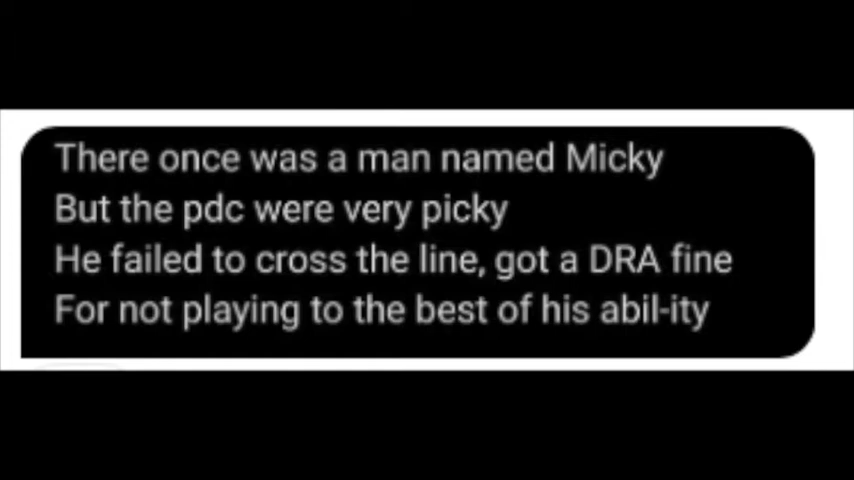 There once was a man named Micky
But the pdc were very picky
He failed to cross the line, got a DRA fine
For not playing to the best of his abil-ity